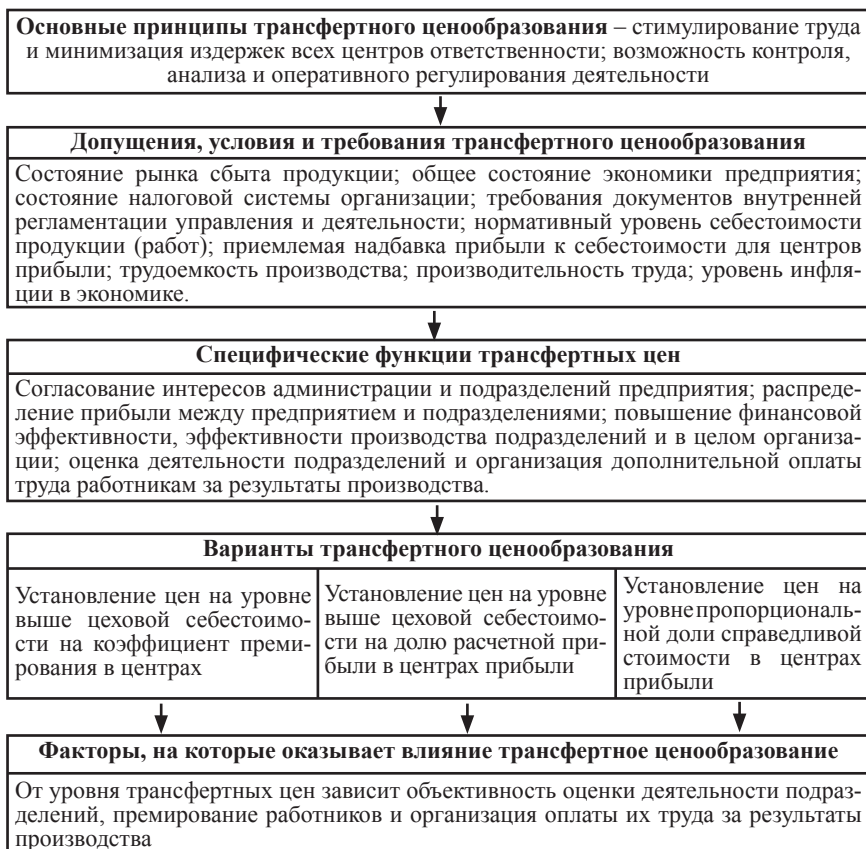 Основные принципы трансфертного ценообразования – стимулирование труда
и минимизация издержек всех центров ответственности; возможность контроля,
анализа и оперативного регулирования деятельности
Допущения, условия и требования трансфертного ценообразования
Состояние рынка сбыта продукции; общее состояние экономики предприятия;
состояние налоговой системы организации; требования документов внутренней
регламентации управления и деятельности; нормативный уровень себестоимости
продукции (работ); приемлемая надбавка прибыли к себестоимости для центров
прибыли; трудоемкость производства; производительность труда; уровень инфля-
ции в экономике.
Специфические функции трансфертных цен
Согласование интересов администрации и подразделений предприятия; распреде-
ление прибыли между предприятием и подразделениями; повышение финансовой
эффективности, эффективности производства подразделений и в целом организа-
ции; оценка деятельности подразделений и организация дополнительной оплаты
труда работникам за результаты производства.
Варианты трансфертного ценообразования
Установление цен на уровне
выше цеховой себестоимо-
сти на коэффициент преми-
рования в центрах
Установление цен на уровне
выше цеховой себестоимо-
сти на долю расчетной при-
были в центрах прибыли
Установление цен на
уровне пропорциональ-
ной доли справедливой
стоимости в центрах
прибыли
Факторы, на которые оказывает влияние трансфертное ценообразование
От уровня трансфертных цен зависит объективность оценки деятельности подраз-
делений, премирование работников и организация оплаты их труда за результаты
производства